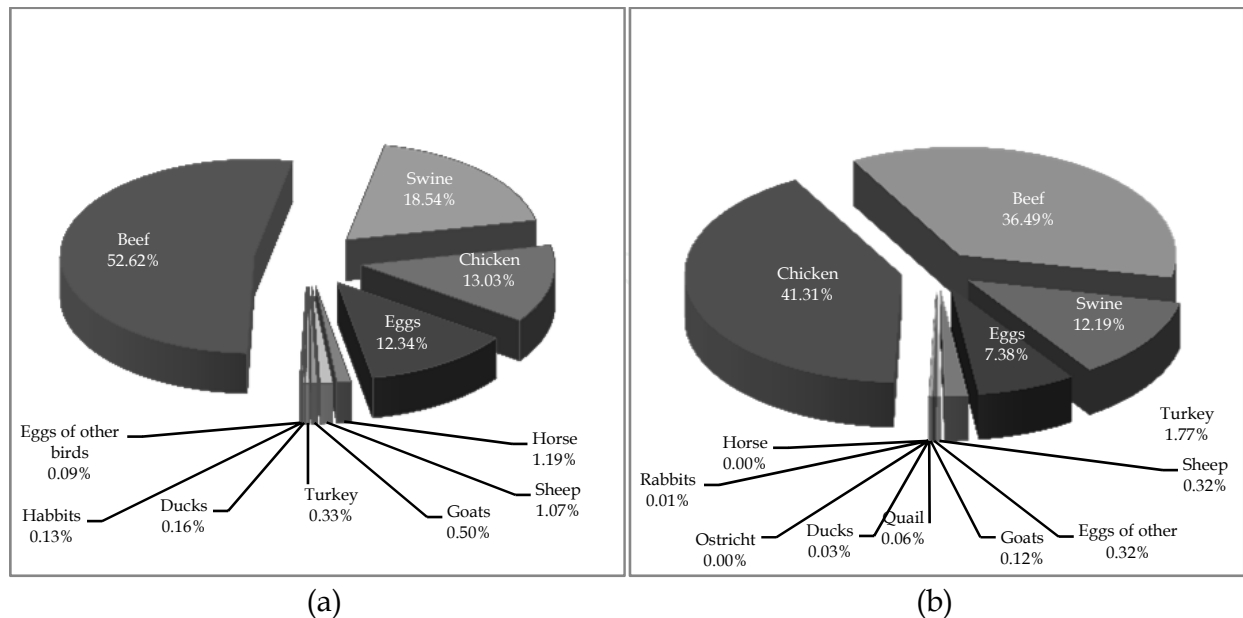 Beef
52.62%
Swine
18.54%
Chicken
13.03%
Eggs
12.34%
Eggs of other
birds
0.09%
Habbits
0.13%
Ducks
0.16%
Turkey
0.33%
Goats
0.50%
Sheep
1.07%
Horse
1.19%
(a)
Beef
36.49%
Chicken
41.31%
Swine
12.19%
Eggs
7.38%
Turkey
1.77%
Horse
0.00%
Rabbits
0.01%
Ostricht
0.00%
Ducks
0.03%
Quail
0.06%
Goats
0.12%
Eggs of other
0.32%
Sheep
0.32%
(b)